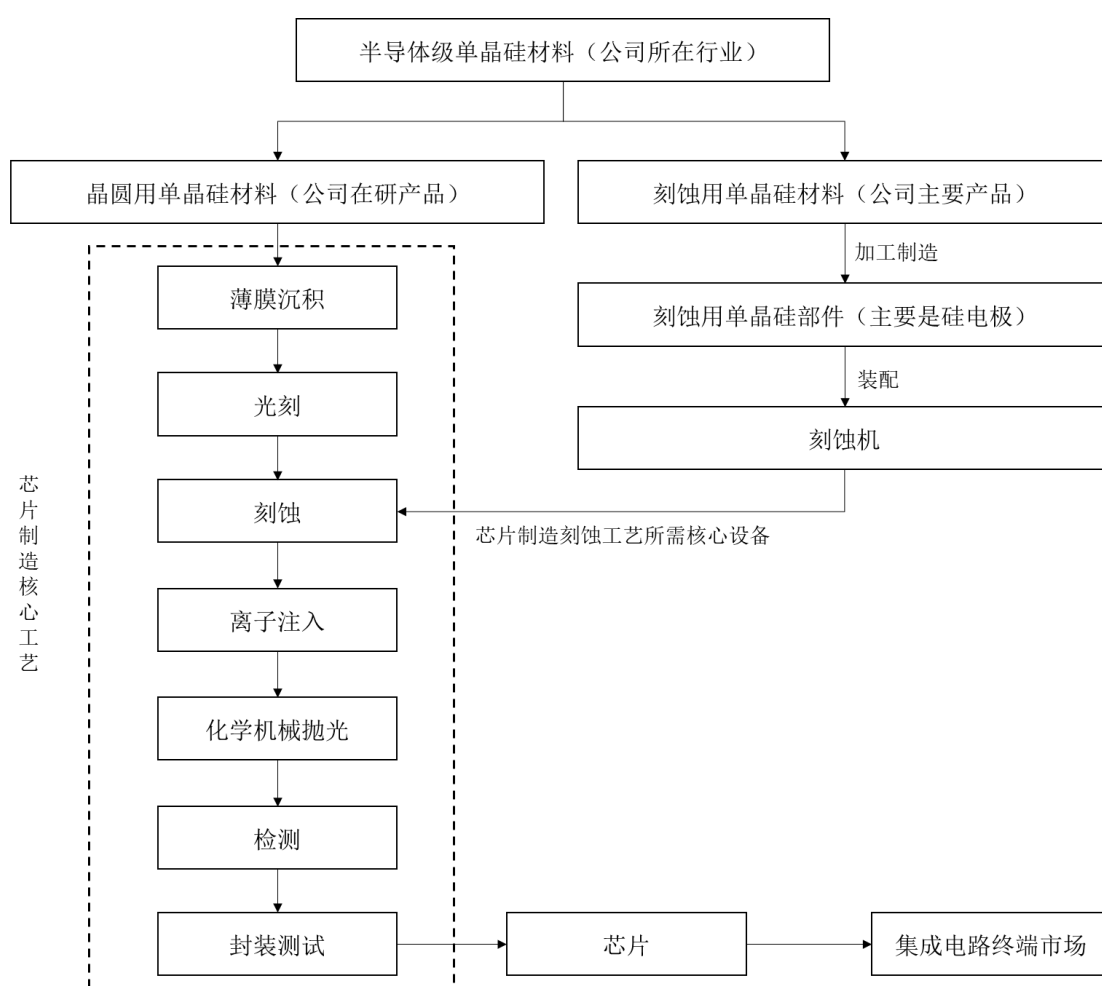 半导体级单晶硅材料（公司所在行业）
晶圆用单晶硅材料（公司在研产品）
刻蚀用单晶硅材料（公司主要产品）
加工制造
薄膜沉积
刻蚀用单晶硅部件（主要是硅电极）
装配
光刻
刻蚀机
芯片制造核心工艺
刻蚀
芯片制造刻蚀工艺所需核心设备
离子注入
化学机械抛光
检测
封装测试
芯片
集成电路终端市场